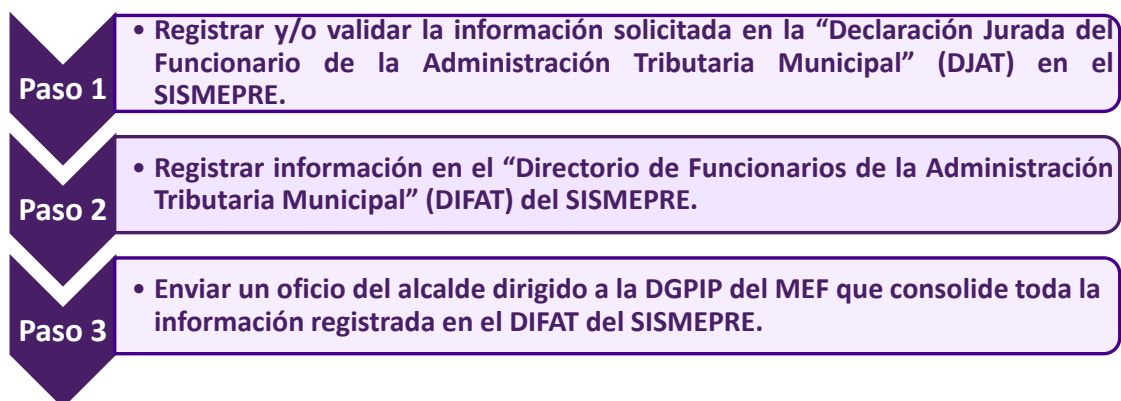 Paso 1
• Registrar y/o validar la información solicitada en la “Declaración Jurada del
Funcionario de la Administración Tributaria Municipal” (DJAT) en el
SISMEPRE.
Paso 2
• Registrar información en el “Directorio de Funcionarios de la Administración
Tributaria Municipal” (DIFAT) del SISMEPRE.
Paso 3
• Enviar un oficio del alcalde dirigido a la DGPIP del MEF que consolide toda la
información registrada en el DIFAT del SISMEPRE.